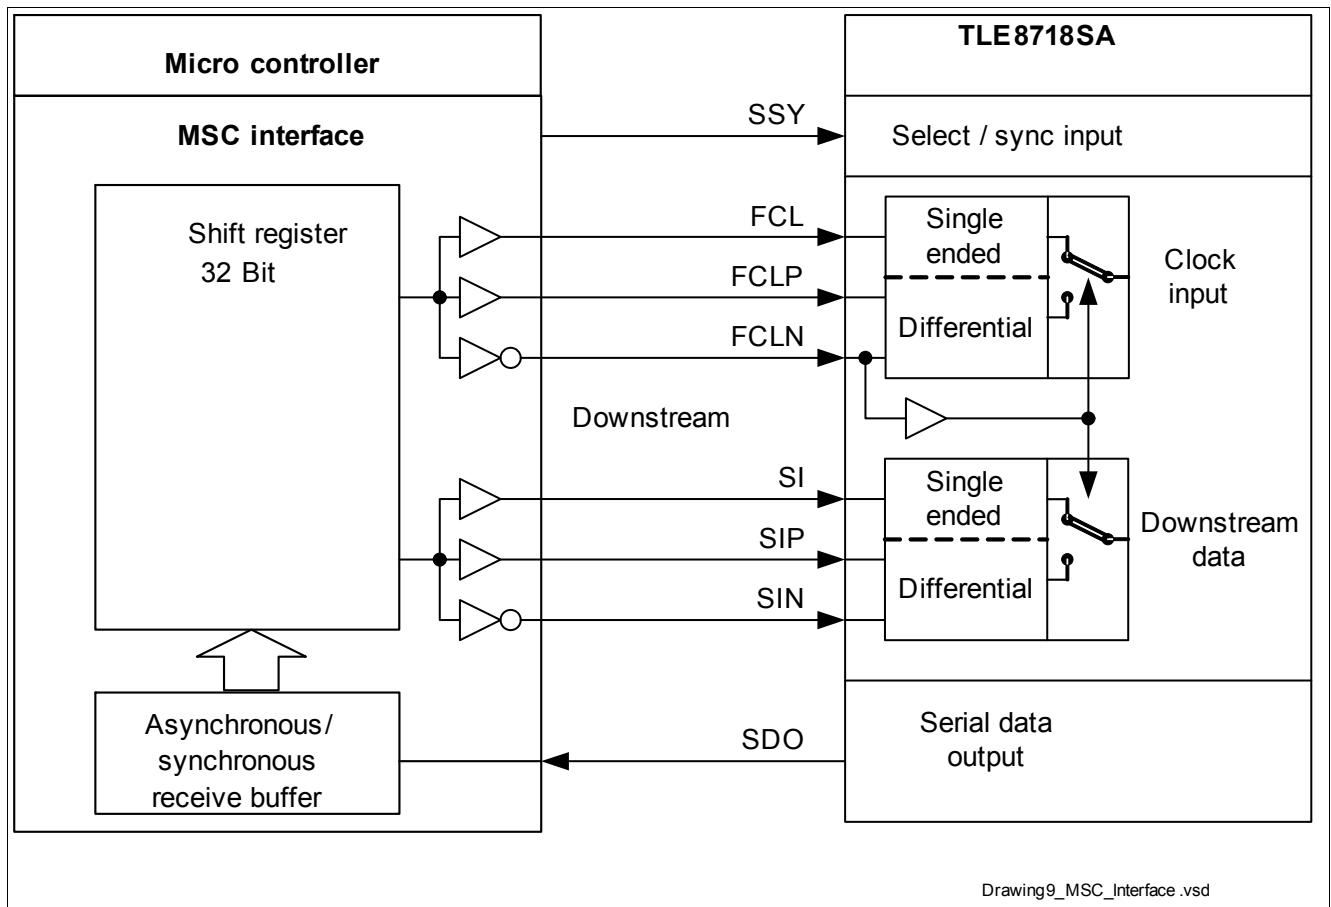 Micro controller
TLE8718SA
MSC interface
SSY
Select / sync input
Shift register
32 Bit
FCL
FCLP
FCLN
Single
ended
Differential
Clock
input
Downstream
SI
SIP
SIN
Single
ended
Differential
Downstream
data
Asynchronous/
synchronous
receive buffer
SDO
Serial data
output
Drawing9_MSC_Interface.vsd